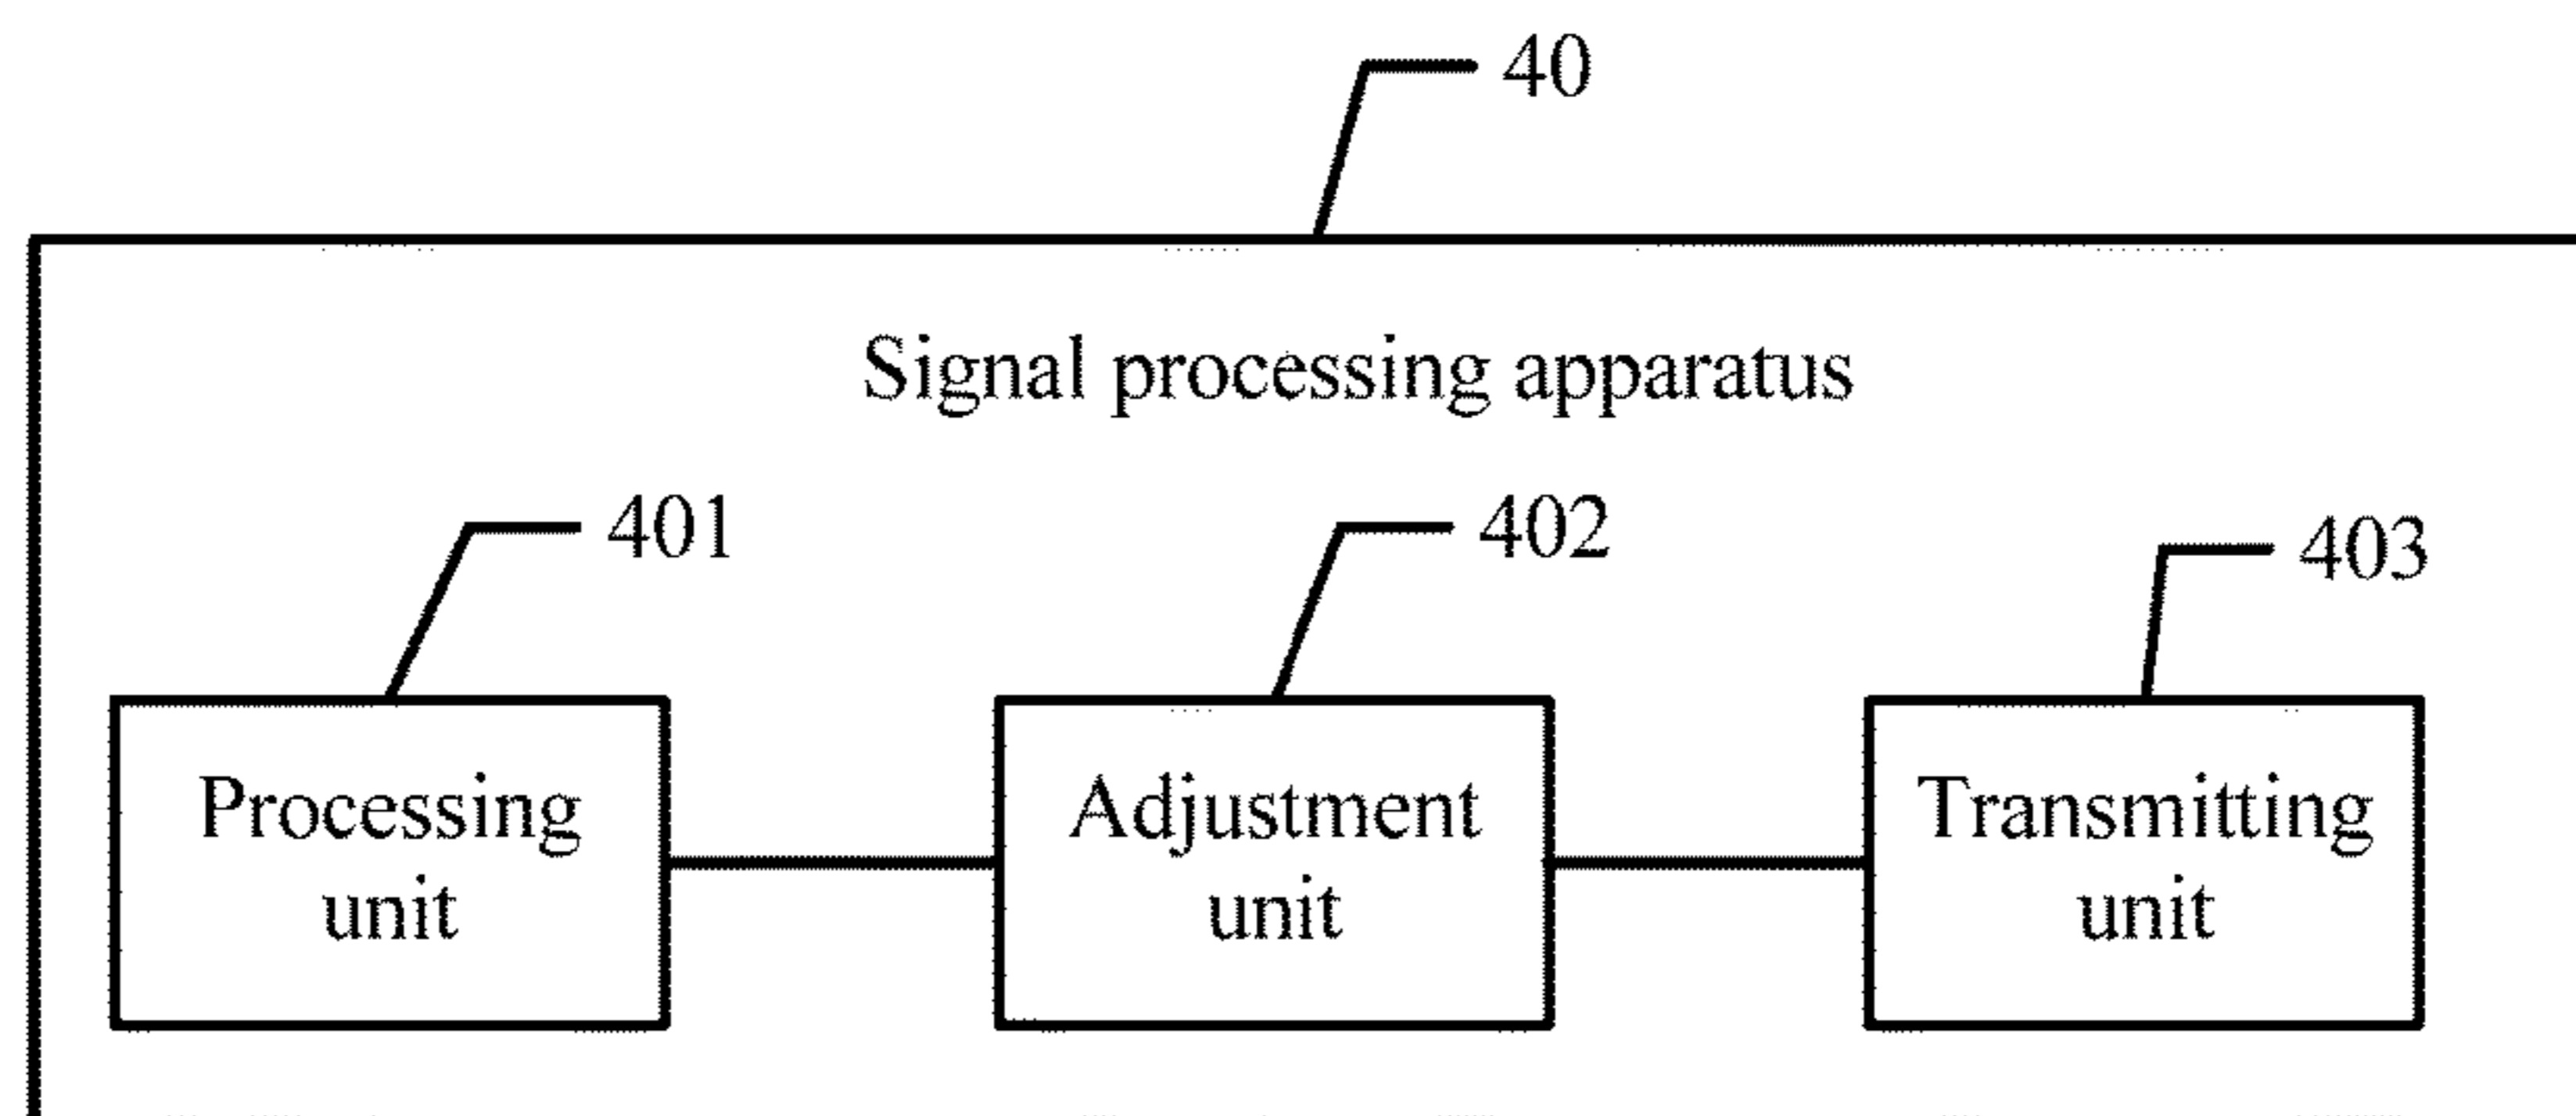 40
Signal processing apparatus
401
402
403
Processing
unit
Adjustment
unit
Transmitting
unit